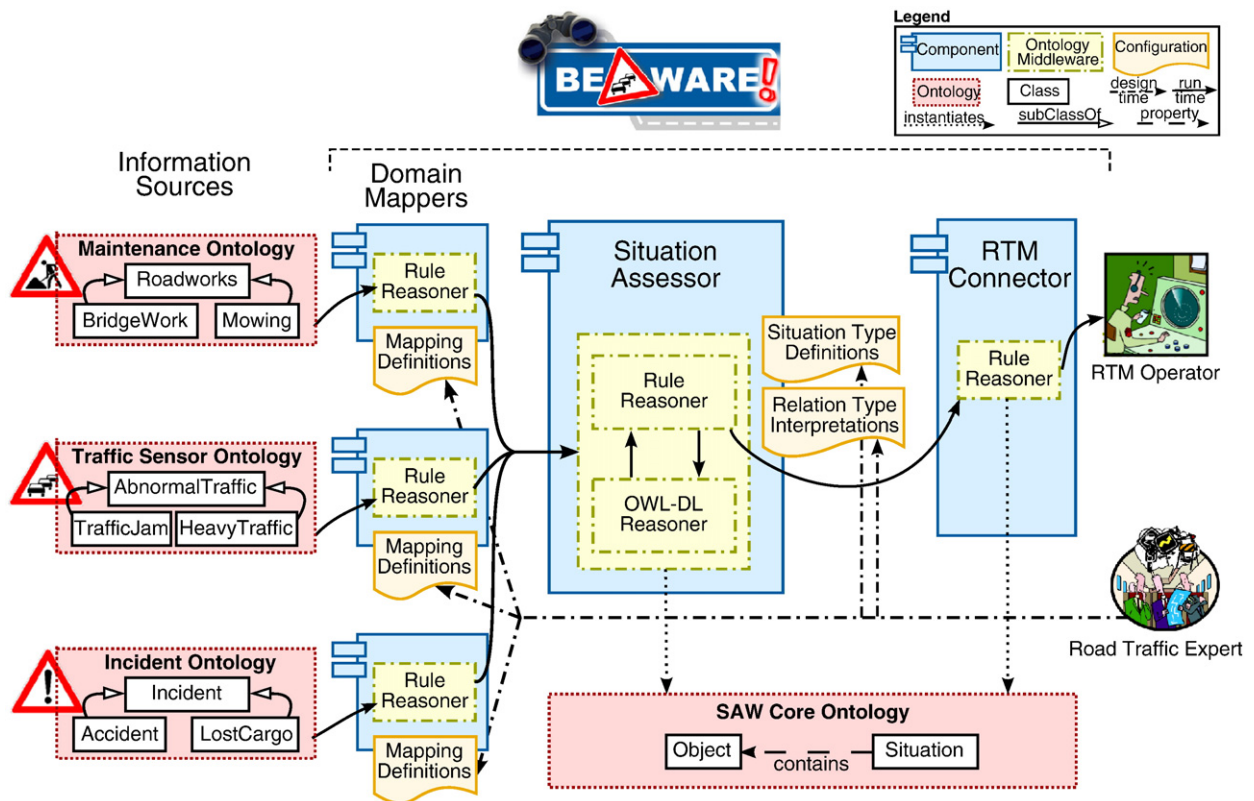 BEAWARE!
Legend
Component
Ontology
Middleware
Configuration
Ontology
Class
design
time
run
time
instantiates
subClassOf
property
Information
Sources
Domain
Mappers
Maintenance Ontology
Roadworks
BridgeWork
Mowing
Rule
Reasoner
Mapping
Definitions
Situation
Assessor
Rule
Reasoner
OWL-DL
Reasoner
Situation Type
Definitions
Relation Type
Interpretations
RTM
Connector
Rule
Reasoner
RTM Operator
Traffic Sensor Ontology
AbnormalTraffic
TrafficJam
HeavyTraffic
Rule
Reasoner
Mapping
Definitions
Road Traffic Expert
Incident Ontology
Incident
Accident
LostCargo
Rule
Reasoner
Mapping
Definitions
SAW Core Ontology
Object
contains
Situation